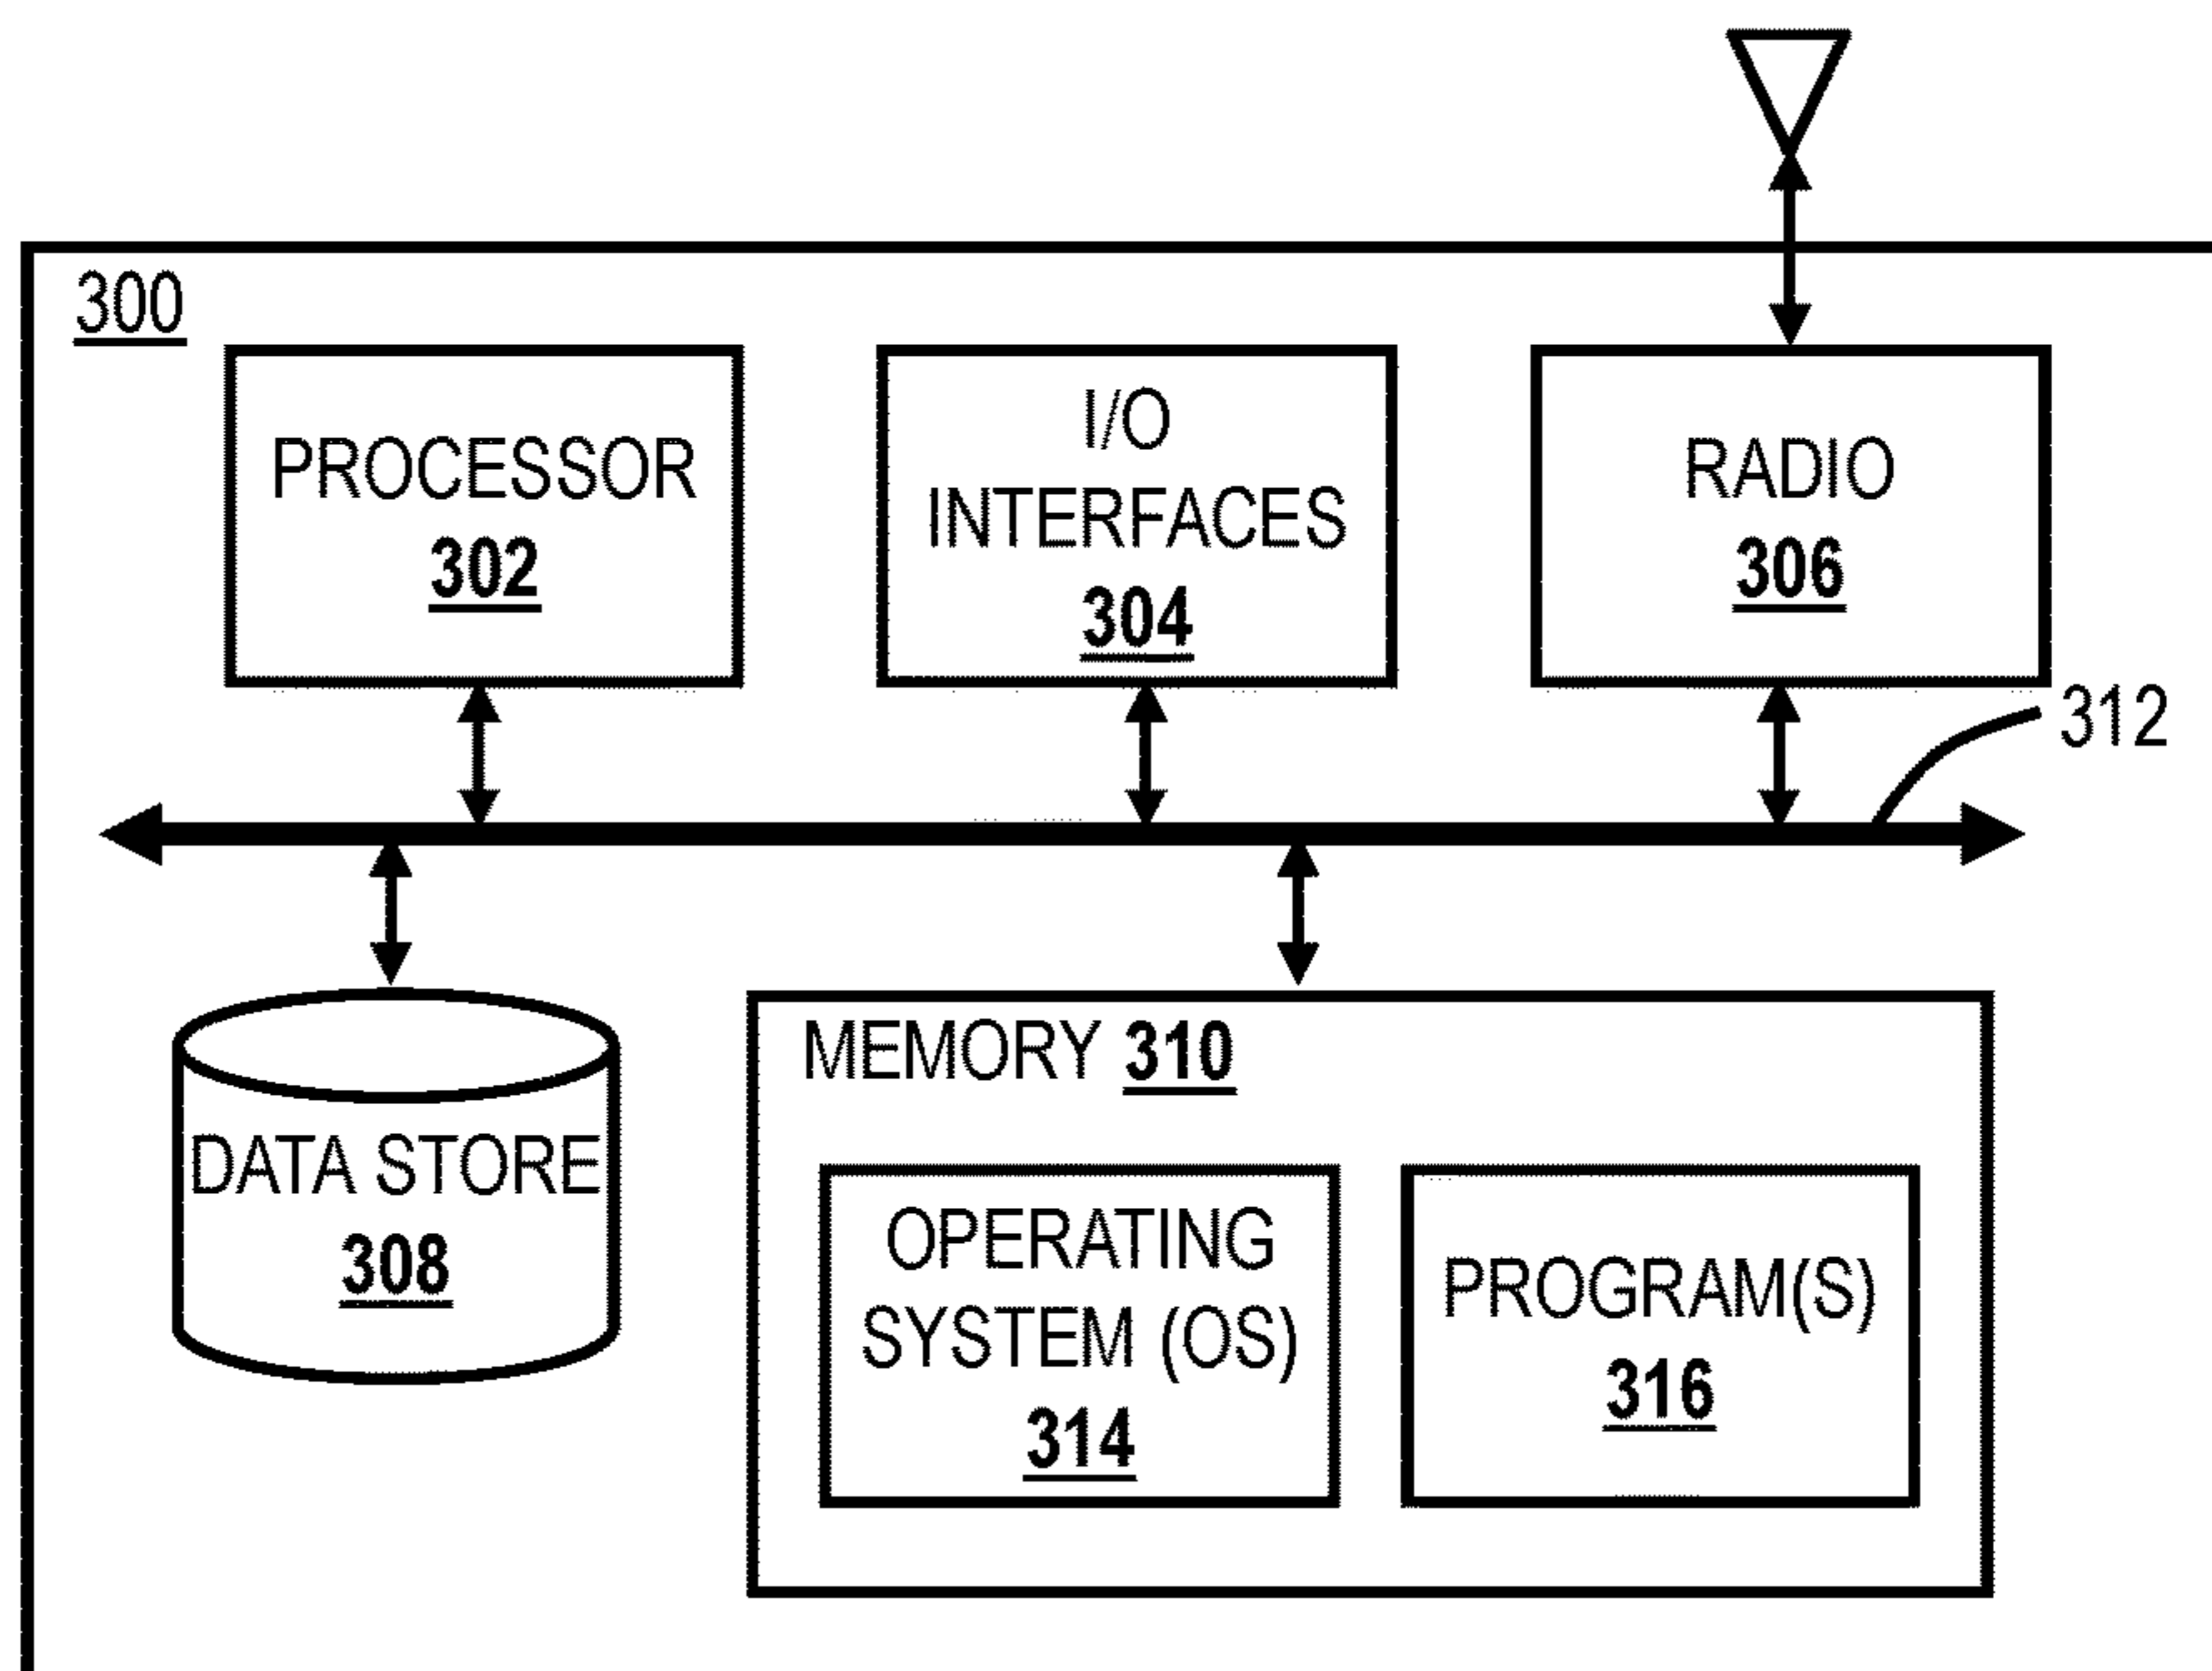 300
PROCESSOR
302
I/O
INTERFACES
304
RADIO
306
312
DATA STORE
308
MEMORY 310
OPERATING
SYSTEM (OS)
314
PROGRAM(S)
316